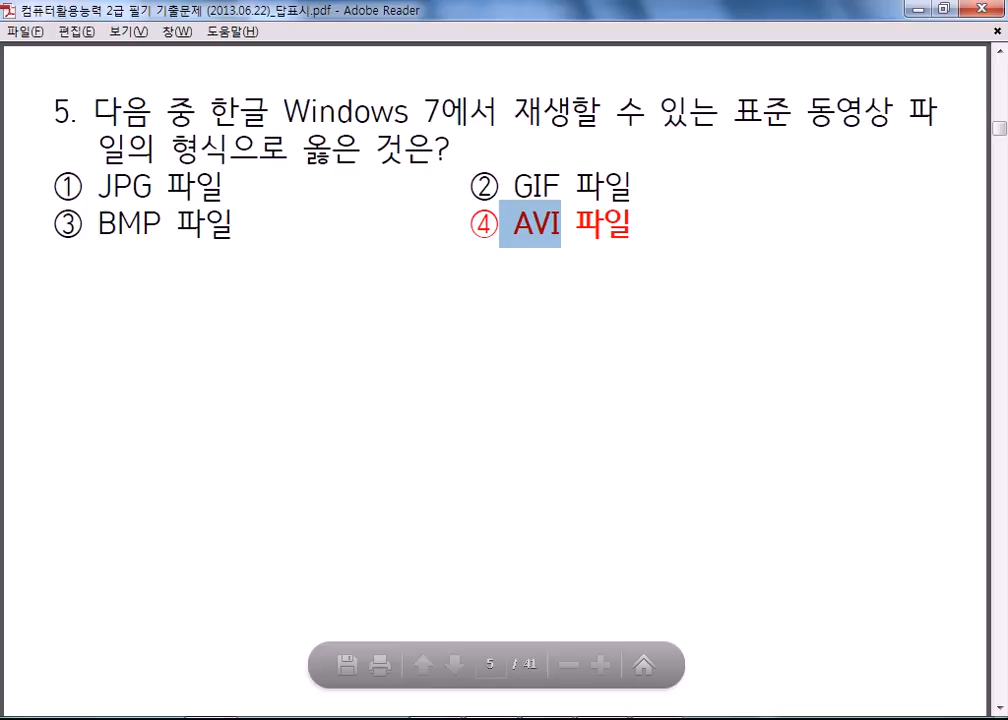 컴퓨터활용능력 2급 필기 기출문제 (2013.06.22)_답표시.pdf - Adobe Reader
파일(F) 편집(E) 보기(V) 창(W) 도움말(H)
5. 다음 중 한글 Windows 7에서 재생할 수 있는 표준 동영상 파
일의 형식으로 옳은 것은?
① JPG 파일 ② GIF 파일
③ BMP 파일 ④ AVI 파일
5 / 41